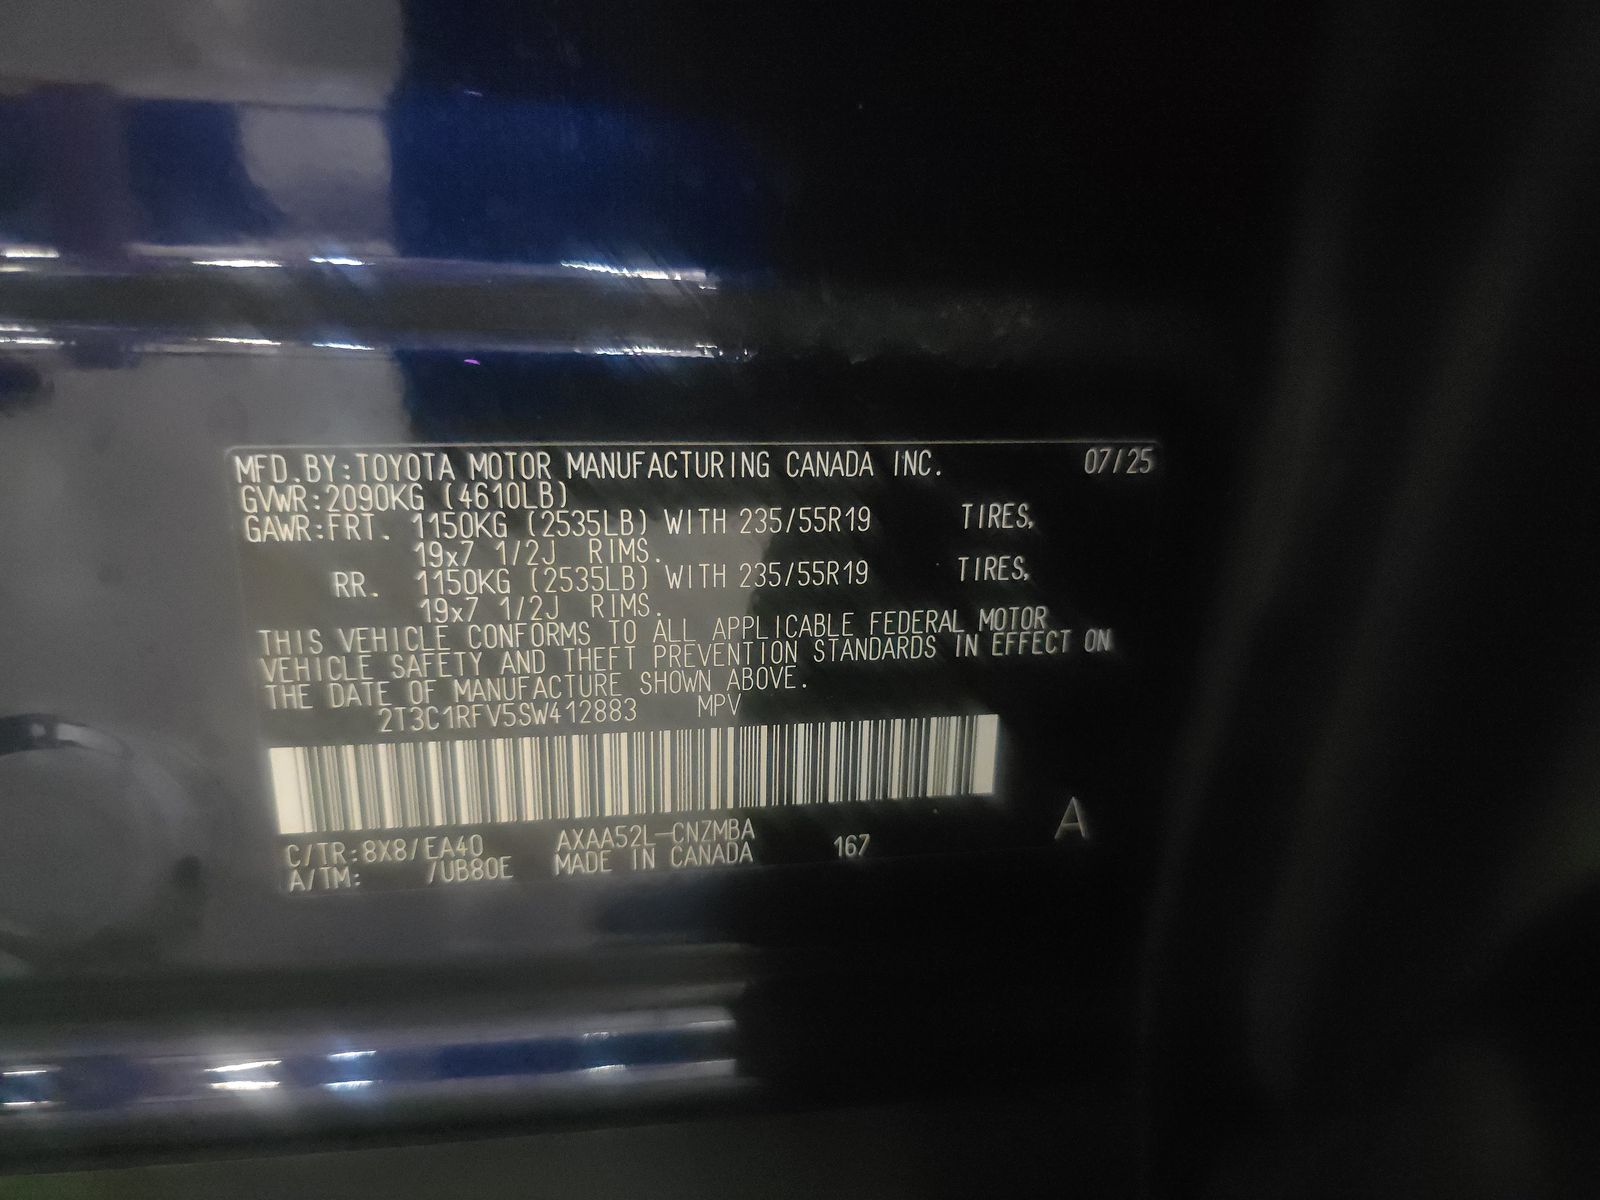 MFD.BY:TOYOTA MOTOR MANUFACTURING CANADA INC. 07/25
GVWR:2090KG (4610LB)
GAWR:FRT. 1150KG (2535LB) WITH 235/55R19 TIRES,
19x7 1/2J RIMS.
RR. 1150KG (2535LB) WITH 235/55R19 TIRES,
19x7 1/2J RIMS.
THIS VEHICLE CONFORMS TO ALL APPLICABLE FEDERAL MOTOR
VEHICLE SAFETY AND THEFT PREVENTION STANDARDS IN EFFECT ON
THE DATE OF MANUFACTURE SHOWN ABOVE.
2T3C1RFV5SW412883 MPV
C/TR:8X8/EA40 AXAA52L-CNZMBA 167 A
A/TM: /UB80E MADE IN CANADA